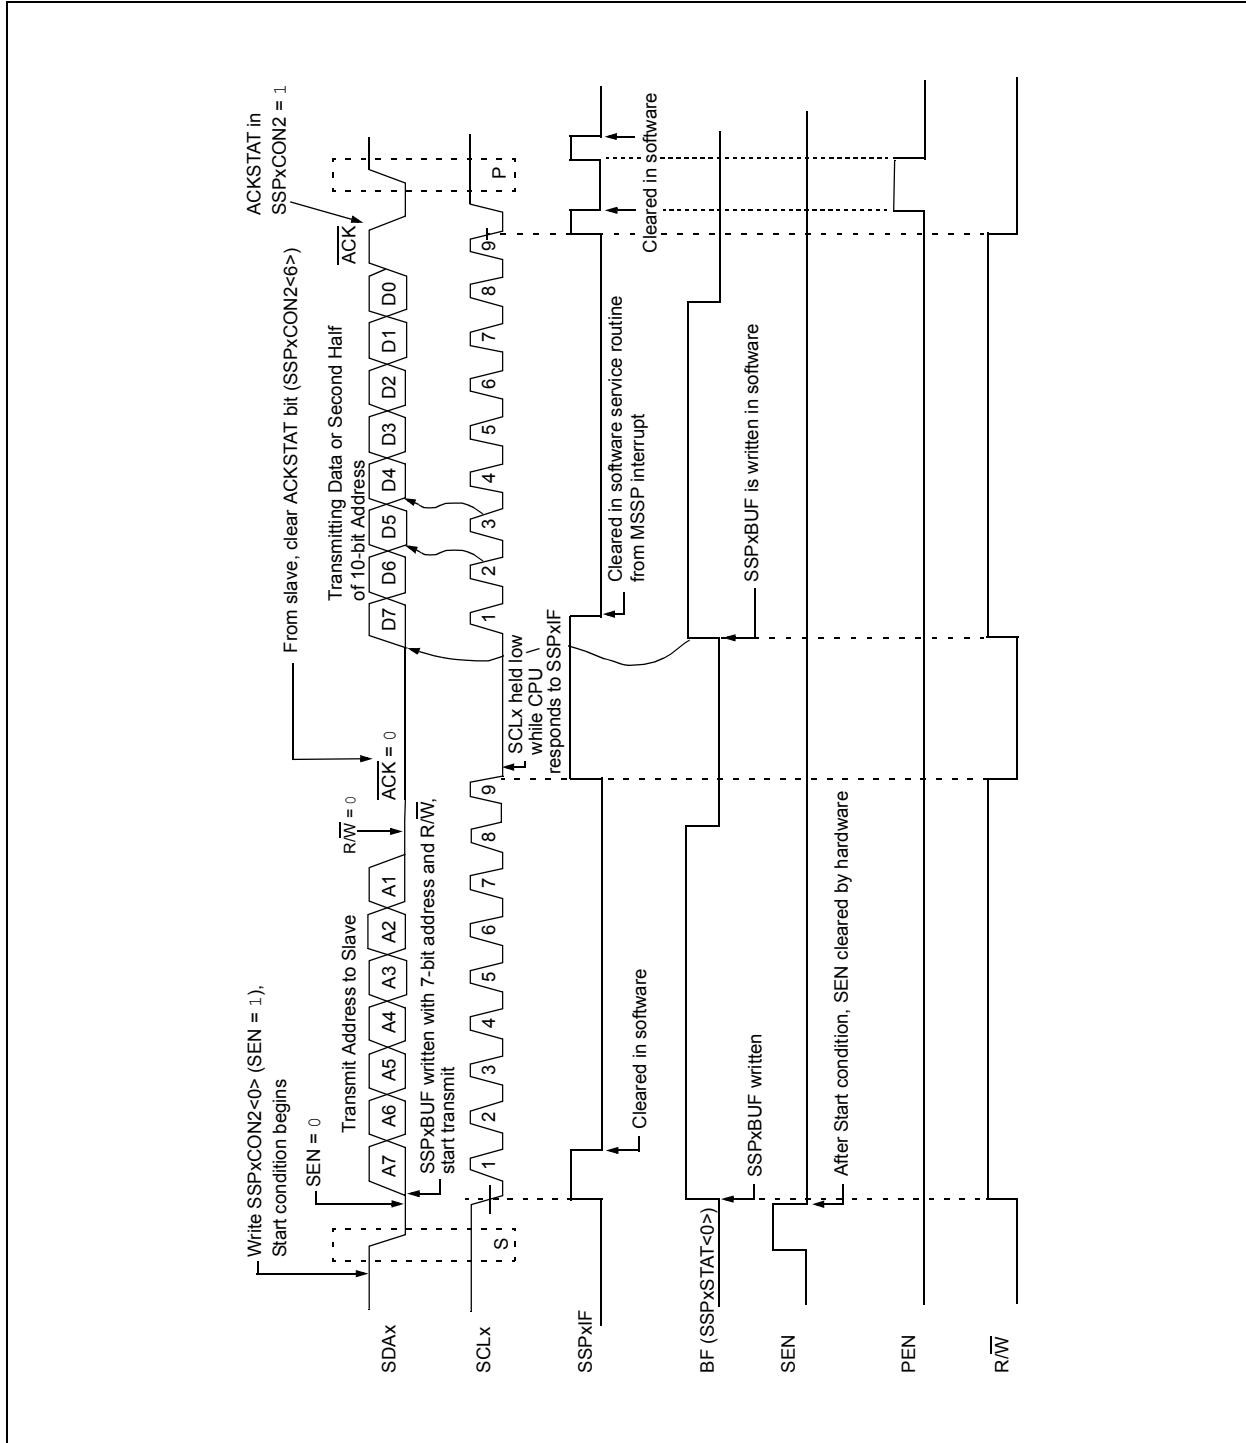 Write SSPxCON2<0> (SEN = 1),
Start condition begins
From slave, clear ACKSTAT bit (SSPxCON2<6>)
ACKSTAT in
SSPxCON2 = 1
SEN = 0
Transmit Address to Slave
R/W = 0
ACK = 0
Transmitting Data or Second Half
of 10-bit Address
ACK
SDAx
A7 A6 A5 A4 A3 A2 A1
D7 D6 D5 D4 D3 D2 D1 D0
SSPxBUF written with 7-bit address and R/W,
start transmit
SCLx
S
1 2 3 4 5 6 7 8 9
1 2 3 4 5 6 7 8 9
P
SCLx held low
while CPU
responds to SSPxIF
SSPxIF
Cleared in software
Cleared in software service routine
from MSSP interrupt
Cleared in software
BF (SSPxSTAT<0>)
SSPxBUF written
SSPxBUF is written in software
SEN
After Start condition, SEN cleared by hardware
PEN
R/W